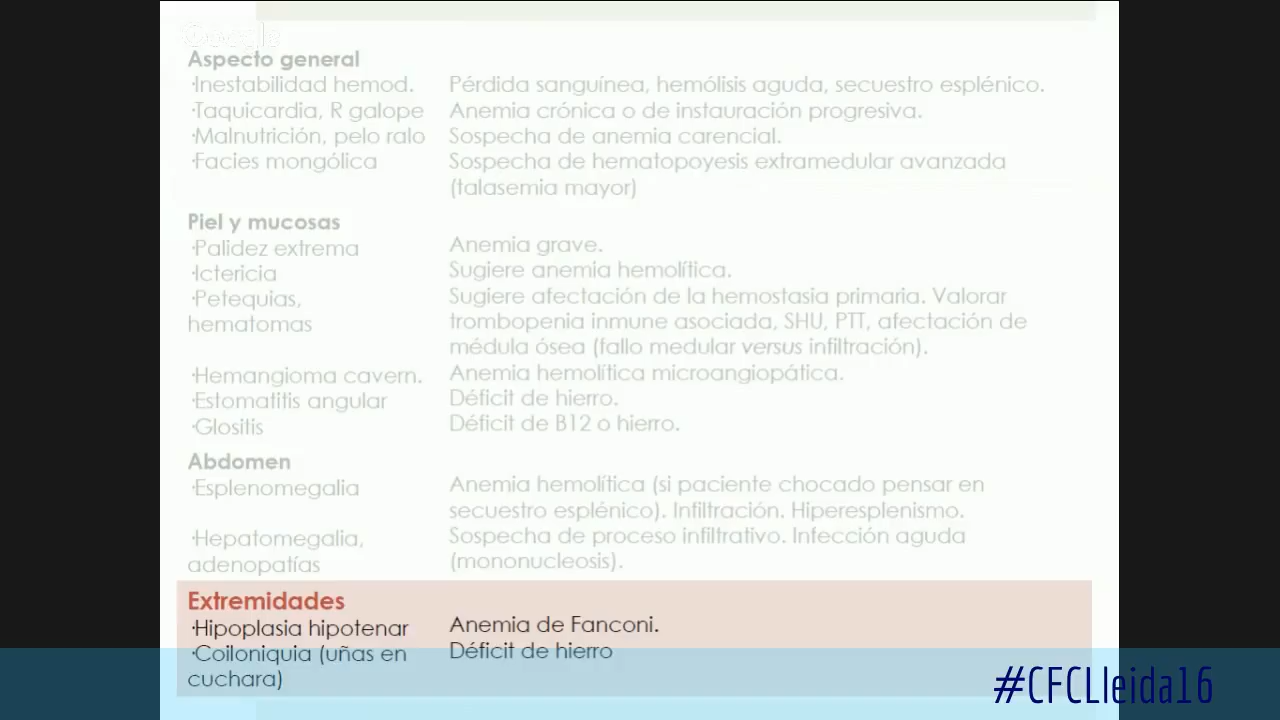 Google
Aspecto general
·Inestabilidad hemod. Pérdida sanguínea, hemólisis aguda, secuestro esplénico.
·Taquicardia, R galope Anemia crónica o de instauración progresiva.
·Malnutrición, pelo ralo Sospecha de anemia carencial.
·Facies mongólica Sospecha de hematopoyesis extramedular avanzada
(talasemia mayor)
Piel y mucosas
·Palidez extrema Anemia grave.
·Ictericia Sugiere anemia hemolítica.
·Petequias, Sugiere afectación de la hemostasia primaria. Valorar
hematomas trombopenia inmune asociada, SHU, PTT, afectación de
médula ósea (fallo medular versus infiltración).
·Hemangioma cavern. Anemia hemolítica microangiopática.
·Estomatitis angular Déficit de hierro.
·Glositis Déficit de B12 o hierro.
Abdomen
·Esplenomegalia Anemia hemolítica (si paciente chocado pensar en
secuestro esplénico). Infiltración. Hiperesplenismo.
·Hepatomegalia, Sospecha de proceso infiltrativo. Infección aguda
adenopatías (mononucleosis).
Extremidades
·Hipoplasia hipotenar Anemia de Fanconi.
·Coiloniquia (uñas en Déficit de hierro
cuchara)
#CFCLleida16